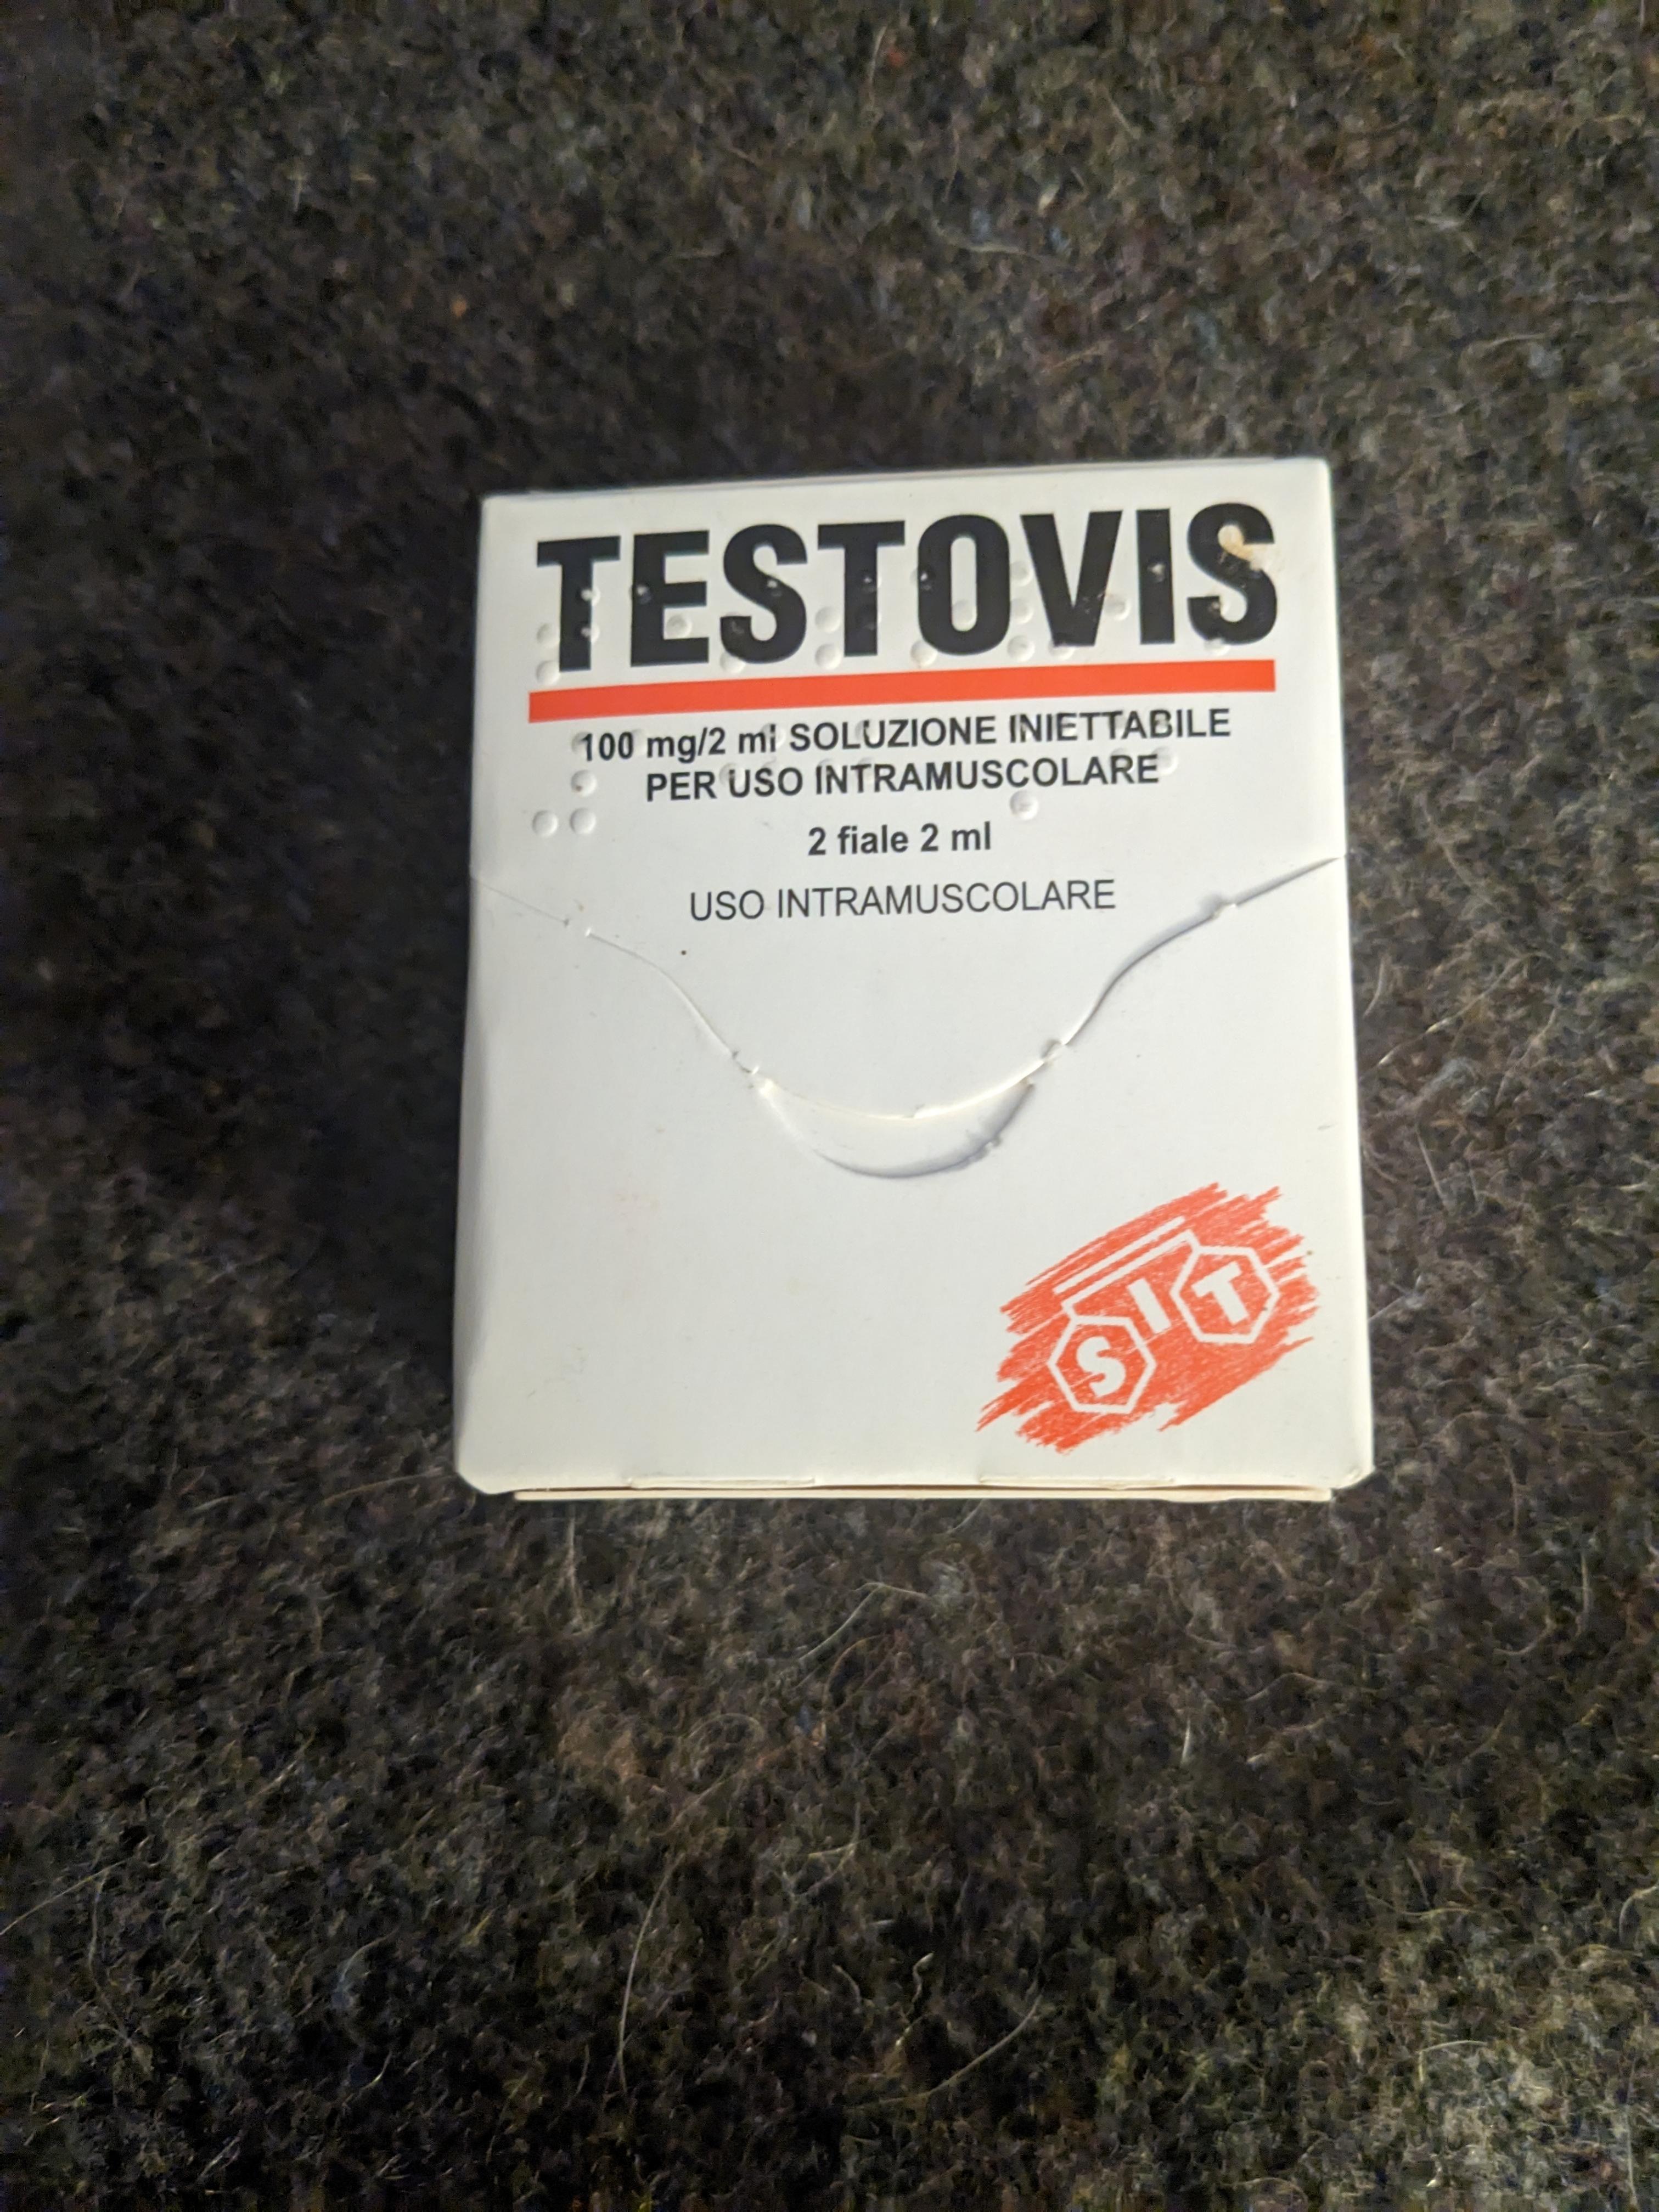 TESTOVIS
100 mg/2 ml SOLUZIONE INIETTABILE
PER USO INTRAMUSCOLARE
2 fiale 2 ml
USO INTRAMUSCOLARE
SIT